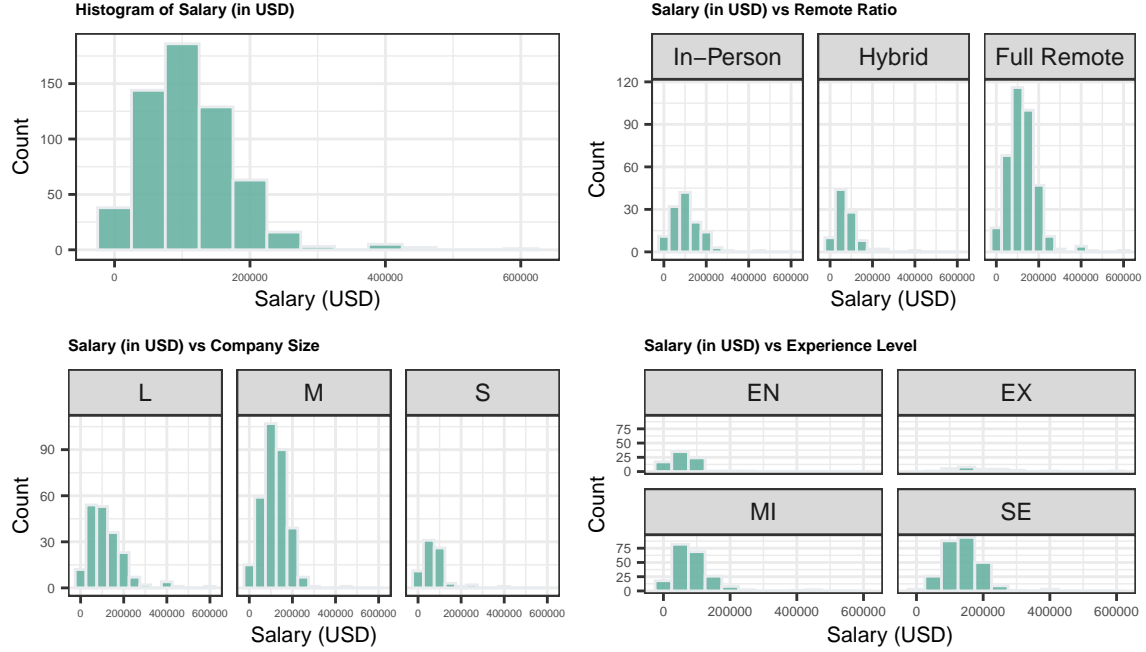 Histogram of Salary (in USD)
150
100
50
0
0 200000 400000 600000
Count
Salary (USD)
Salary (in USD) vs Remote Ratio
In−Person Hybrid Full Remote
120
90
60
30
0
0 200000 400000 600000 0 200000 400000 600000 0 200000 400000 600000
Count
Salary (USD)
Salary (in USD) vs Company Size
L M S
90
60
30
0
0 200000 400000 600000 0 200000 400000 600000 0 200000 400000 600000
Count
Salary (USD)
Salary (in USD) vs Experience Level
EN EX
75
50
25
0
MI SE
75
50
25
0
0 200000 400000 600000 0 200000 400000 600000
Count
Salary (USD)